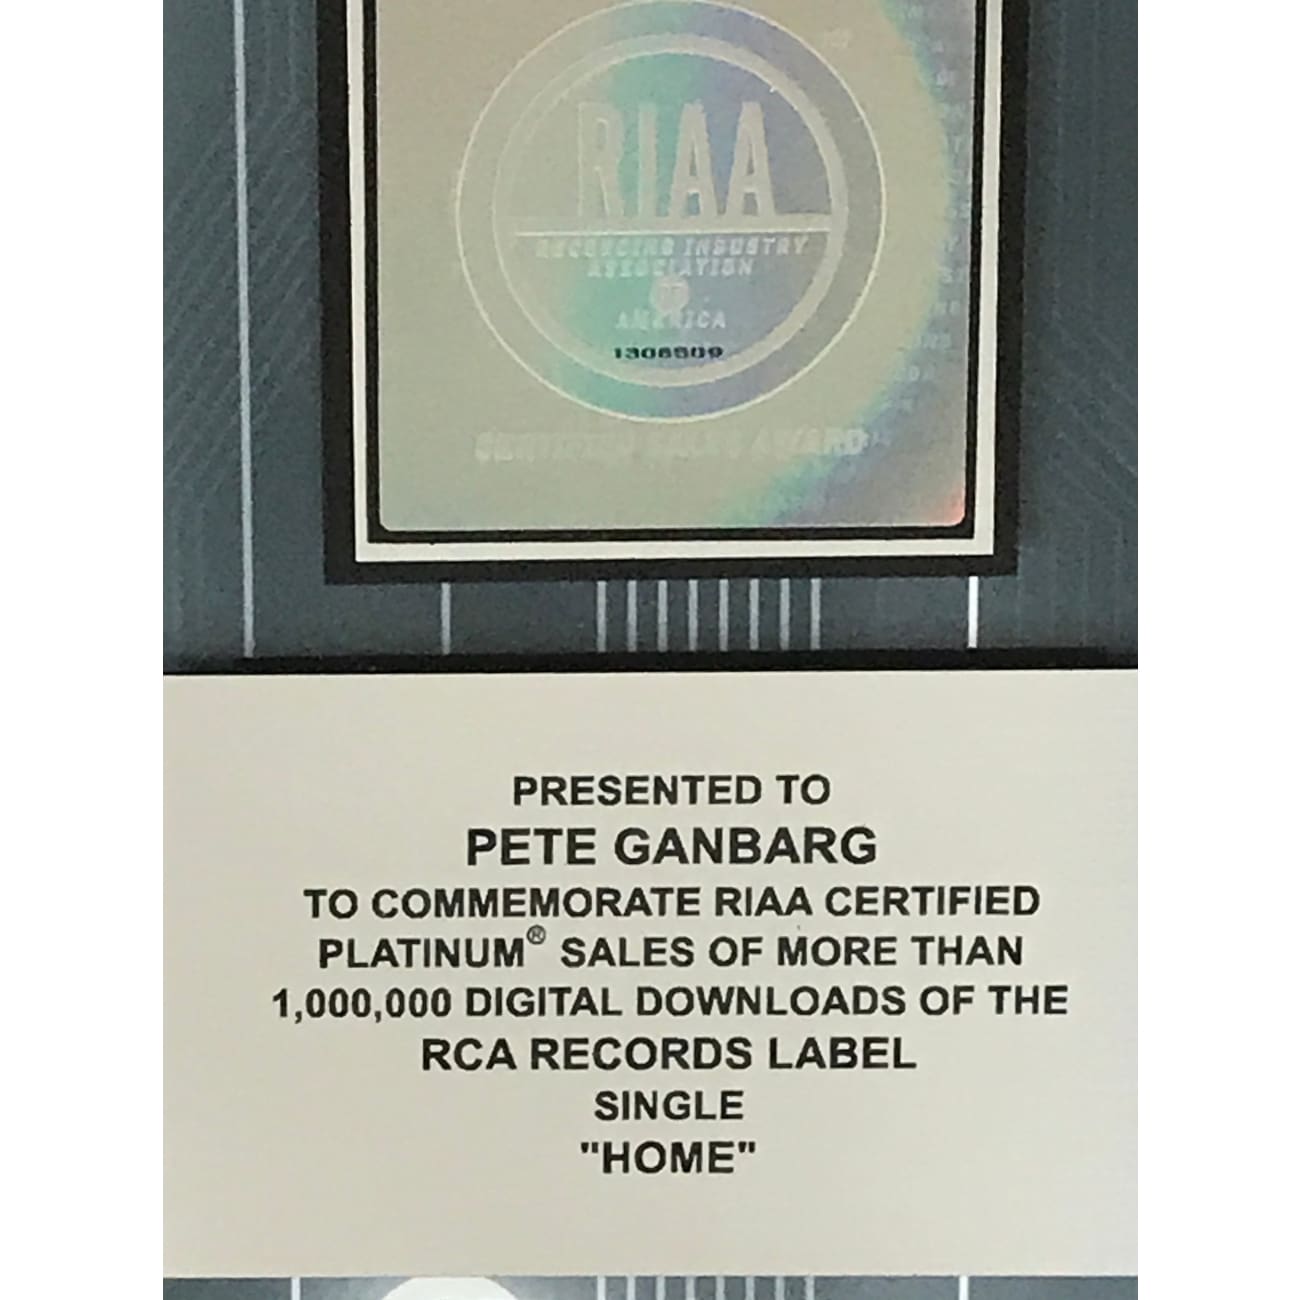 RIAA
RECORDING INDUSTRY
ASSOCIATION
OF
AMERICA
1306509
CERTIFIED SALES AWARD
PRESENTED TO
PETE GANBARG
TO COMMEMORATE RIAA CERTIFIED
PLATINUM® SALES OF MORE THAN
1,000,000 DIGITAL DOWNLOADS OF THE
RCA RECORDS LABEL
SINGLE
"HOME"